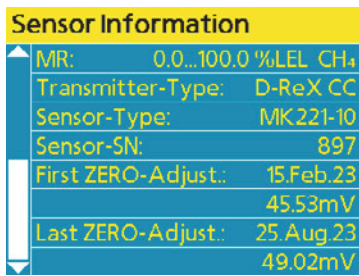 Sensor Information
MR: 0.0...100.0 %LEL CH₄
Transmitter-Type: D-ReX CC
Sensor-Type: MK221-10
Sensor-SN: 897
First ZERO-Adjust.: 15.Feb.23
45.53mV
Last ZERO-Adjust.: 25.Aug.23
49.02mV